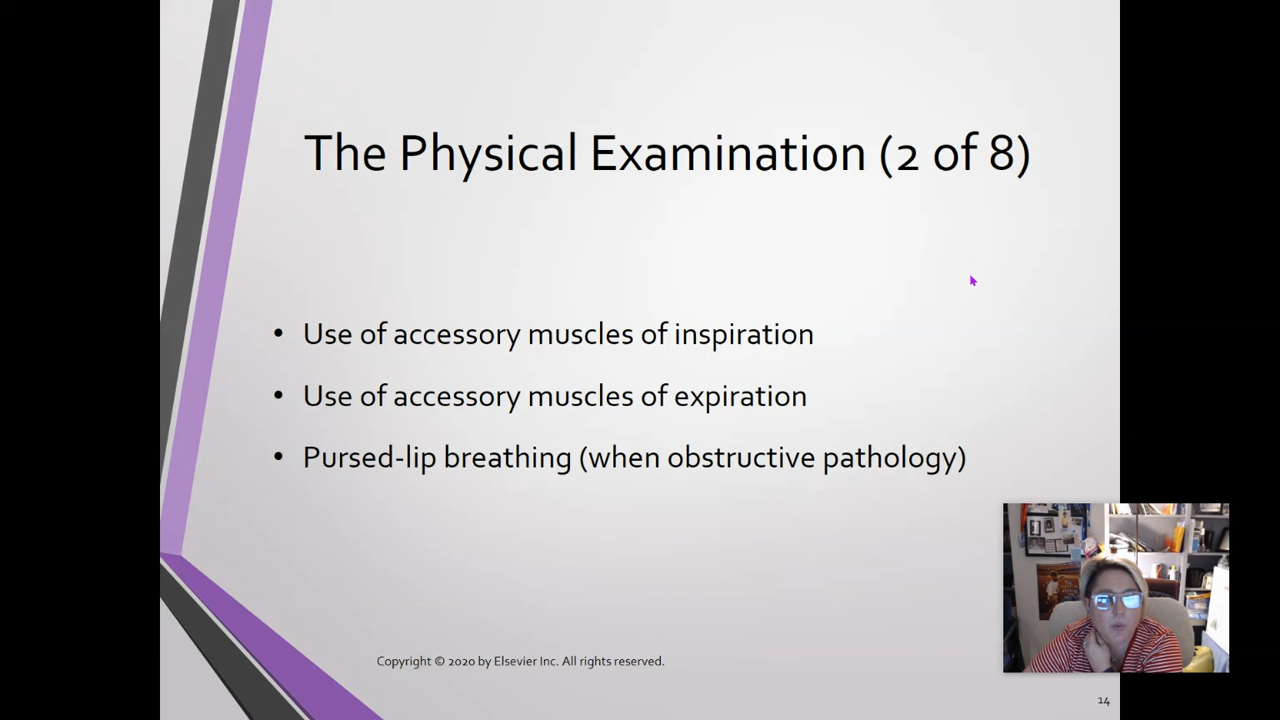 The Physical Examination (2 of 8)
• Use of accessory muscles of inspiration
• Use of accessory muscles of expiration
• Pursed-lip breathing (when obstructive pathology)
Copyright © 2020 by Elsevier Inc. All rights reserved.
14